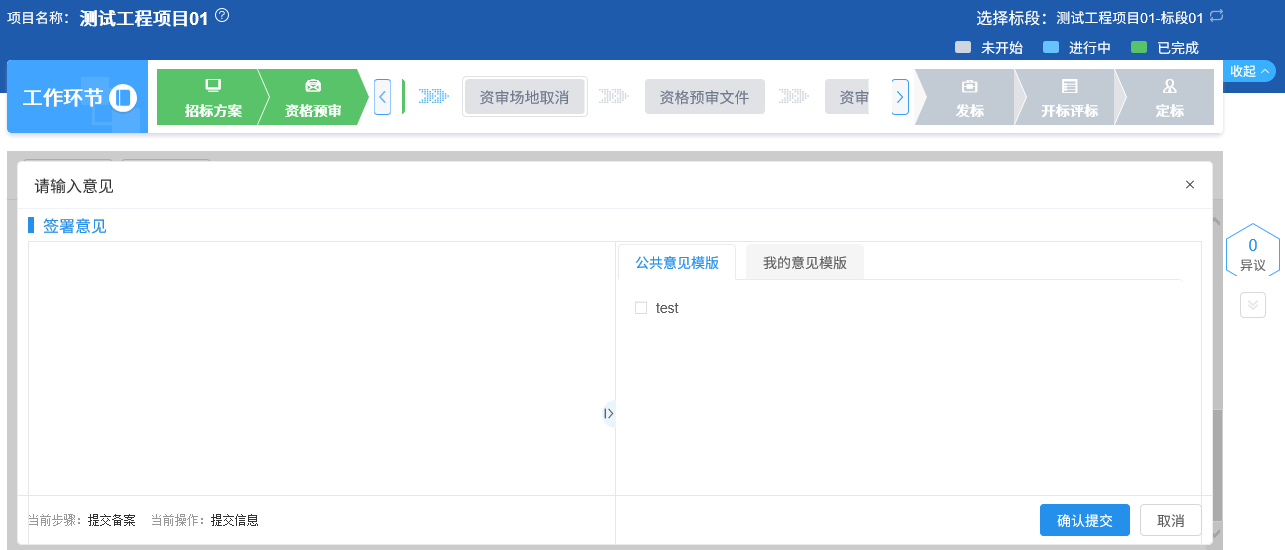 项目名称： 测试工程项目01
选择标段： 测试工程项目01-标段01
未开始 进行中 已完成
收起
工作环节
招标方案 资格预审 资审场地取消 资格预审文件 资审 发标 开标评标 定标
请输入意见
签署意见
公共意见模版 我的意见模版
test
0
异议
当前步骤： 提交备案 当前操作： 提交信息
确认提交 取消